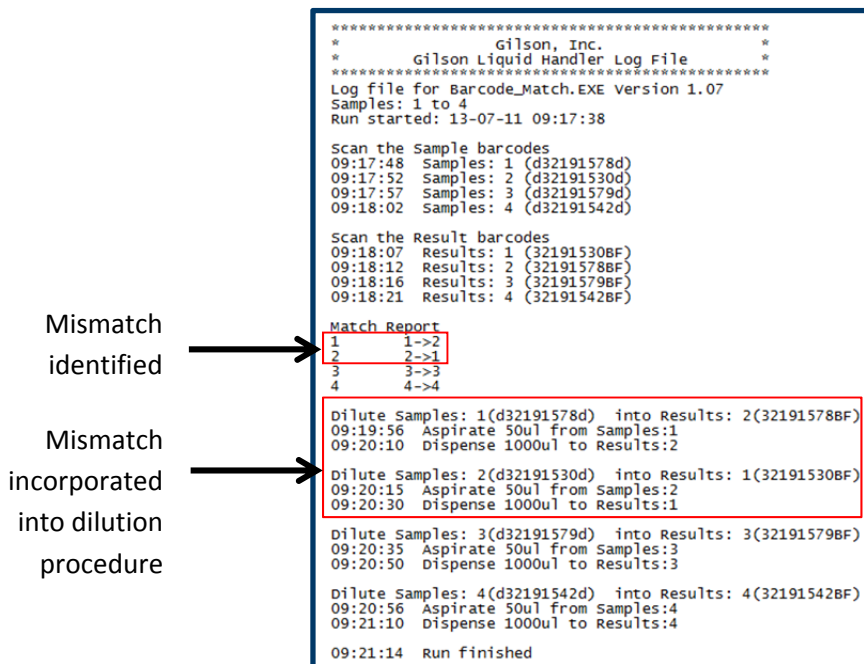 ************************************************
* Gilson, Inc. *
* Gilson Liquid Handler Log File *
************************************************
Log file for Barcode_Match.EXE Version 1.07
Samples: 1 to 4
Run started: 13-07-11 09:17:38
Scan the Sample barcodes
09:17:48 Samples: 1 (d32191578d)
09:17:52 Samples: 2 (d32191530d)
09:17:57 Samples: 3 (d32191579d)
09:18:02 Samples: 4 (d32191542d)
Scan the Result barcodes
09:18:07 Results: 1 (32191530BF)
09:18:12 Results: 2 (32191578BF)
09:18:16 Results: 3 (32191579BF)
09:18:21 Results: 4 (32191542BF)
Mismatch
identified
Match Report
1 1->2
2 2->1
3 3->3
4 4->4
Mismatch
incorporated
into dilution
procedure
Dilute Samples: 1(d32191578d) into Results: 2(32191578BF)
09:19:56 Aspirate 50ul from Samples:1
09:20:10 Dispense 1000ul to Results:2
Dilute Samples: 2(d32191530d) into Results: 1(32191530BF)
09:20:15 Aspirate 50ul from Samples:2
09:20:30 Dispense 1000ul to Results:1
Dilute Samples: 3(d32191579d) into Results: 3(32191579BF)
09:20:35 Aspirate 50ul from Samples:3
09:20:50 Dispense 1000ul to Results:3
Dilute Samples: 4(d32191542d) into Results: 4(32191542BF)
09:20:56 Aspirate 50ul from Samples:4
09:21:10 Dispense 1000ul to Results:4
09:21:14 Run finished